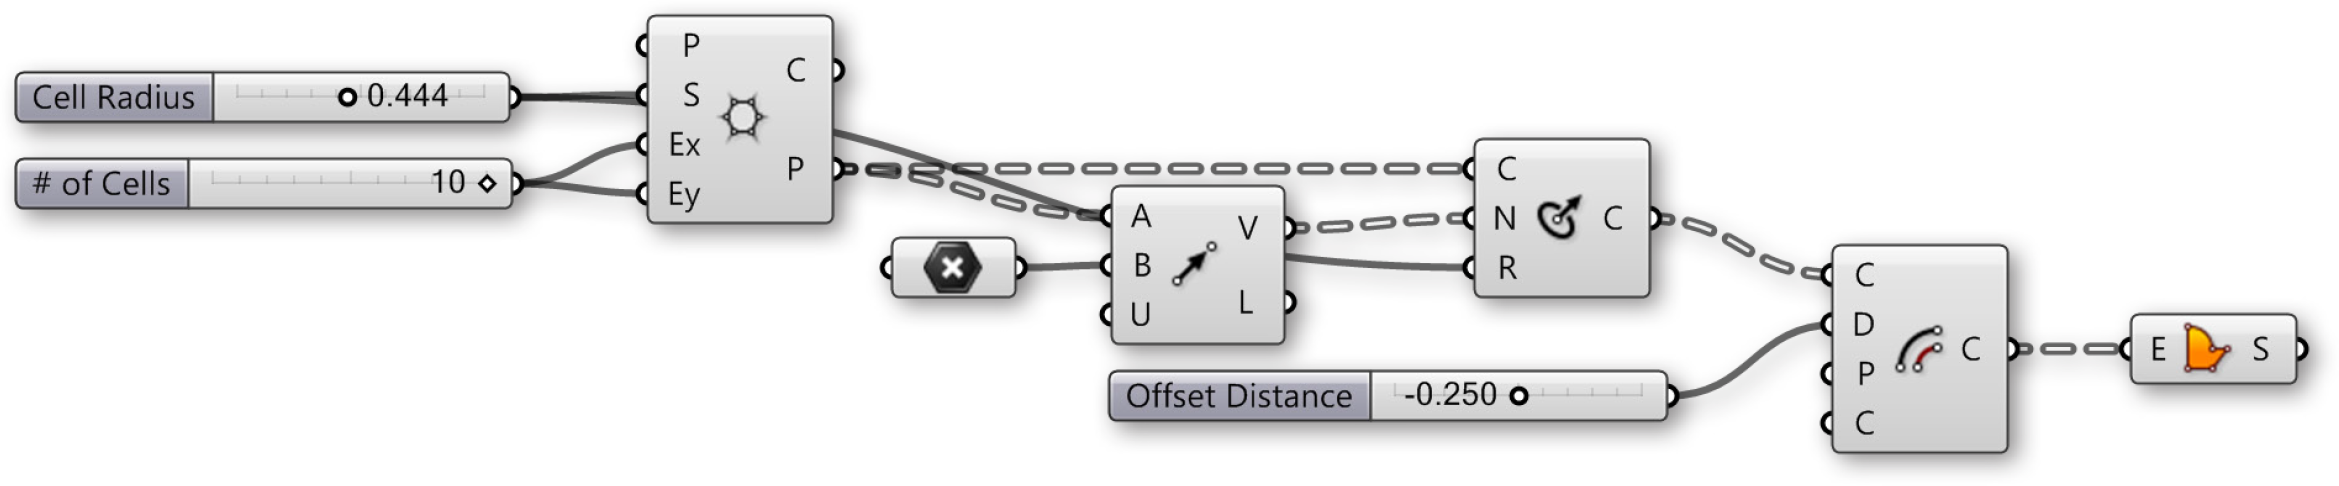 Cell Radius 0.444
# of Cells 10
P
S
Ex
Ey
C
P
A
B
U
V
L
C
N
R
C
Offset Distance -0.250
C
D
P
C
C
E S